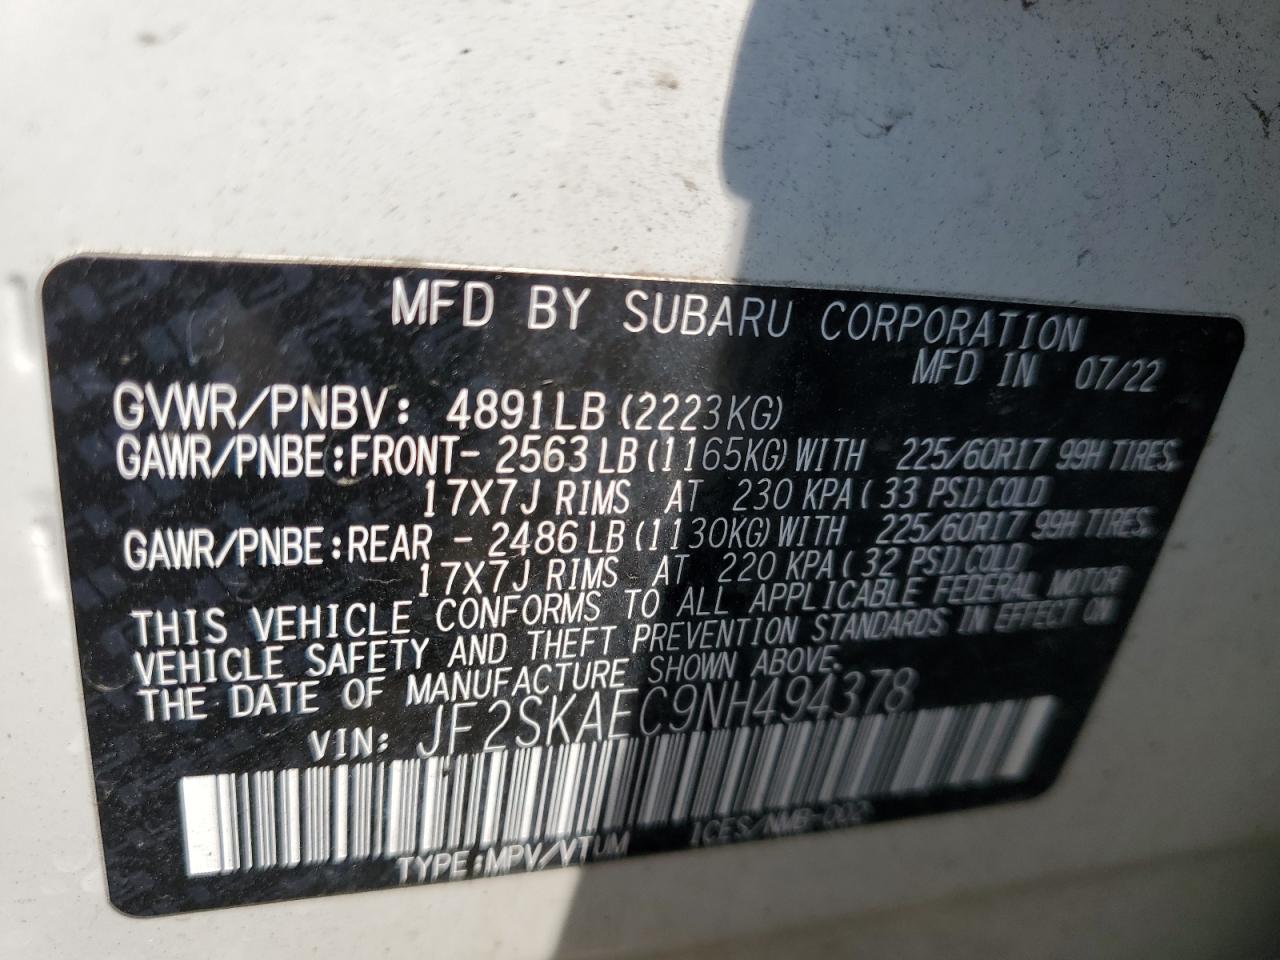 MFD BY SUBARU CORPORATION
MFD IN 07/22
GVWR/PNBV: 4891LB (2223KG)
GAWR/PNBE:FRONT- 2563LB (1165KG) WITH 225/60R17 99H TIRES.
17X7J RIMS AT 230 KPA (33 PSI) COLD
GAWR/PNBE:REAR - 2486LB (1130KG) WITH 225/60R17 99H TIRES.
17X7J RIMS AT 220 KPA (32 PSI) COLD
THIS VEHICLE CONFORMS TO ALL APPLICABLE FEDERAL MOTOR
VEHICLE SAFETY AND THEFT PREVENTION STANDARDS IN EFFECT ON
THE DATE OF MANUFACTURE SHOWN ABOVE.
VIN: JF2SKAEC9NH494378
TYPE:MPV/VTUM ICES/NMB-002